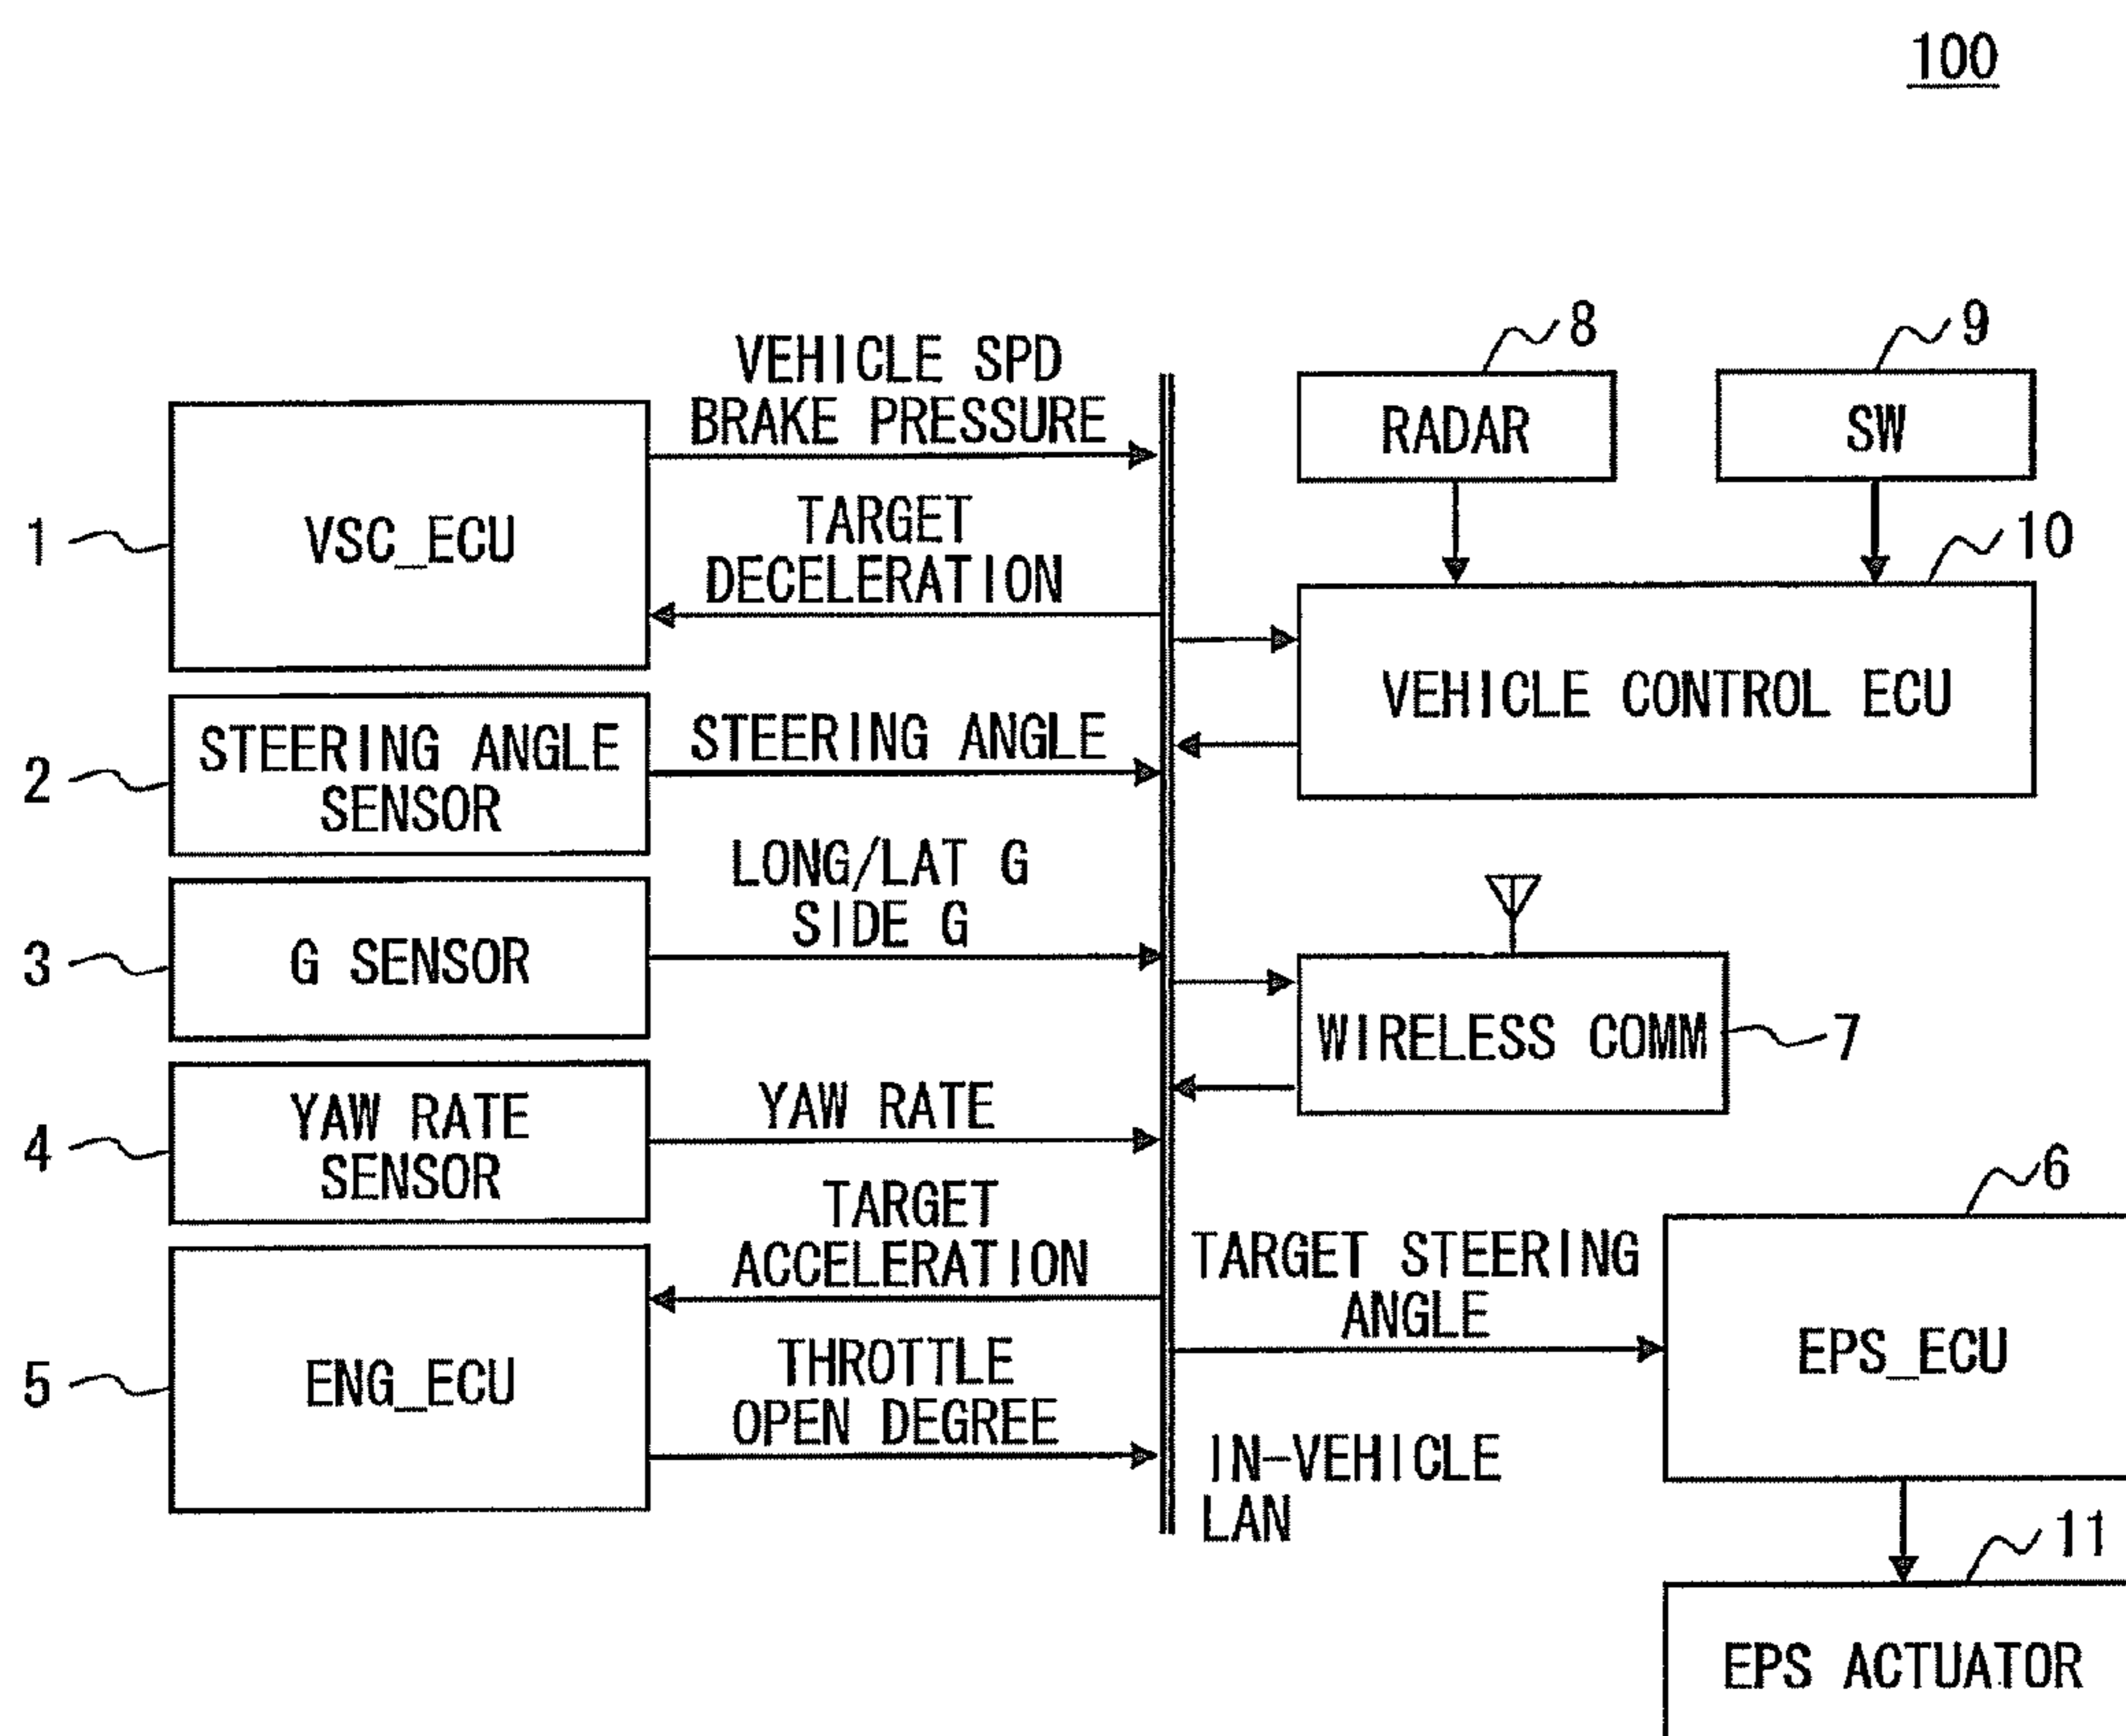 100
VEHICLE SPD
BRAKE PRESSURE
1
VSC_ECU
TARGET
DECELERATION
2
STEERING ANGLE
SENSOR
STEERING ANGLE
3
G SENSOR
LONG/LAT G
SIDE G
4
YAW RATE
SENSOR
YAW RATE
TARGET
ACCELERATION
5
ENG_ECU
THROTTLE
OPEN DEGREE
8
RADAR
9
SW
10
VEHICLE CONTROL ECU
WIRELESS COMM
7
TARGET STEERING
ANGLE
6
EPS_ECU
IN-VEHICLE
LAN
11
EPS ACTUATOR